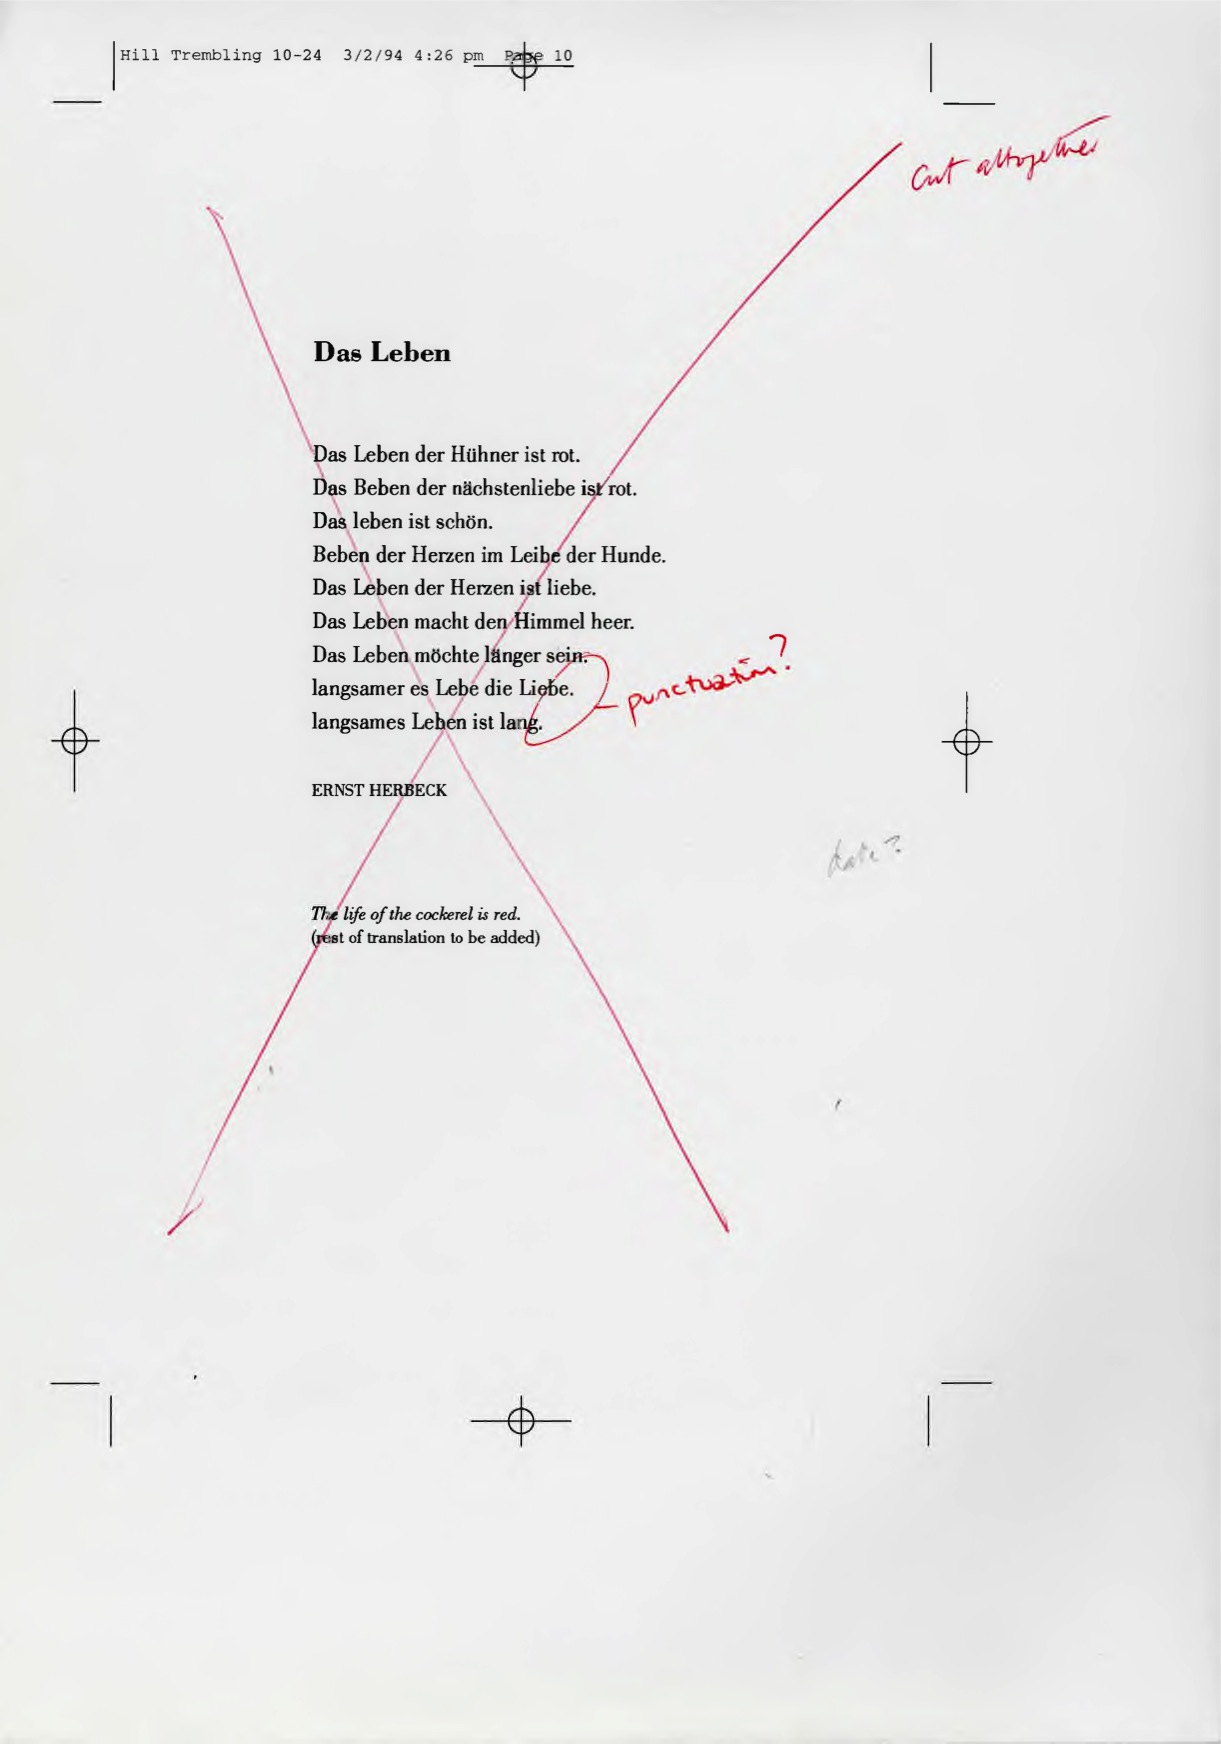 Hill Trembling 10-24 3/2/94 4:26 pm Page 10
Cut altogether
Das Leben
Das Leben der Hühner ist rot.
Das Beben der nächstenliebe ist rot.
Das leben ist schön.
Beben der Herzen im Leibe der Hunde.
Das Leben der Herzen ist liebe.
Das Leben macht den Himmel heer.
Das Leben möchte länger sein.
langsamer es Lebe die Liebe.
langsames Leben ist lang.
punctuation?
ERNST HERBECK
date?
The life of the cockerel is red.
(rest of translation to be added)